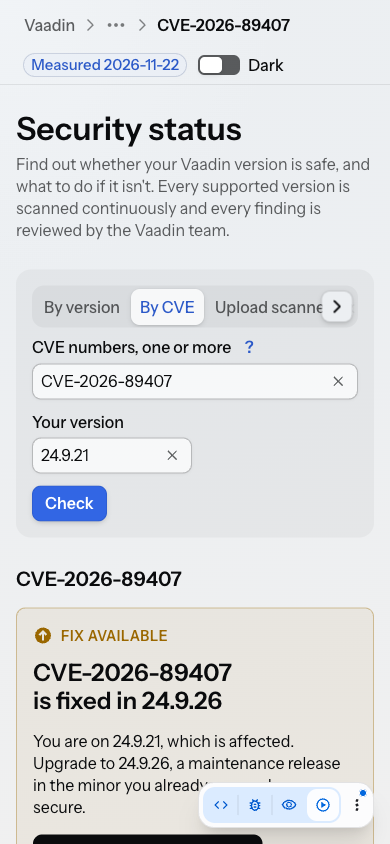 Vaadin > ··· > CVE-2026-89407
Measured 2026-11-22 Dark
Security status
Find out whether your Vaadin version is safe, and
what to do if it isn't. Every supported version is
scanned continuously and every finding is
reviewed by the Vaadin team.
By version By CVE Upload scanne
CVE numbers, one or more ?
CVE-2026-89407
Your version
24.9.21
Check
CVE-2026-89407
FIX AVAILABLE
CVE-2026-89407
is fixed in 24.9.26
You are on 24.9.21, which is affected.
Upgrade to 24.9.26, a maintenance release
in the minor you already
secure.